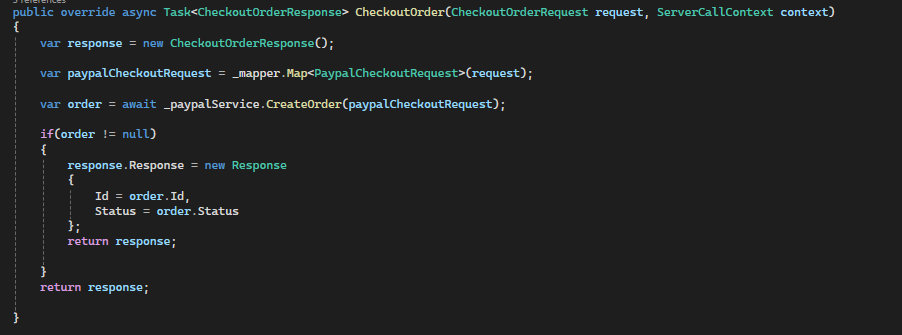 5 references
public override async Task<CheckoutOrderResponse> CheckoutOrder(CheckoutOrderRequest request, ServerCallContext context)
{
var response = new CheckoutOrderResponse();
var paypalCheckoutRequest = _mapper.Map<PaypalCheckoutRequest>(request);
var order = await _paypalService.CreateOrder(paypalCheckoutRequest);
if(order != null)
{
response.Response = new Response
{
Id = order.Id,
Status = order.Status
};
return response;
}
return response;
}